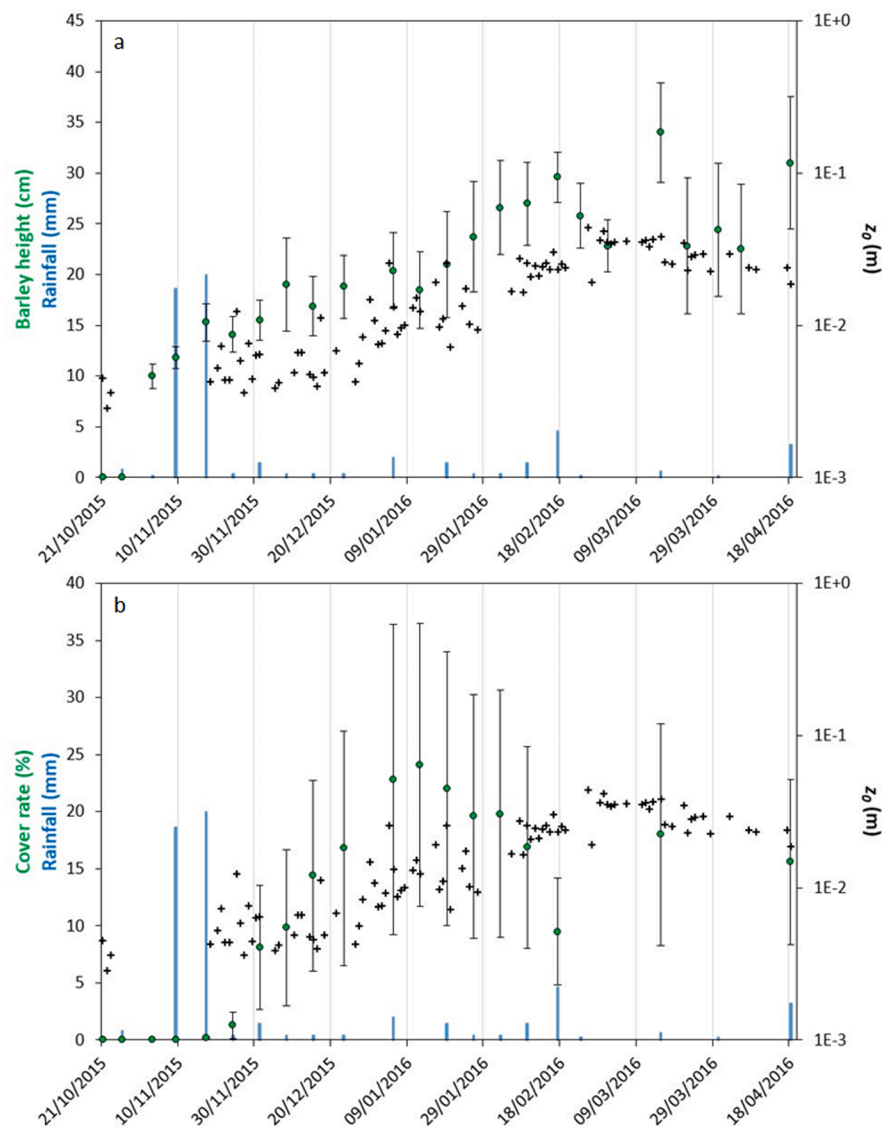 a
45
40
35
30
25
20
15
10
5
0
Barley height (cm)
Rainfall (mm)
1E+0
1E-1
1E-2
1E-3
z0 (m)
21/10/2015
10/11/2015
30/11/2015
20/12/2015
09/01/2016
29/01/2016
18/02/2016
09/03/2016
29/03/2016
18/04/2016
b
40
35
30
25
20
15
10
5
0
Cover rate (%)
Rainfall (mm)
1E+0
1E-1
1E-2
1E-3
z0 (m)
21/10/2015
10/11/2015
30/11/2015
20/12/2015
09/01/2016
29/01/2016
18/02/2016
09/03/2016
29/03/2016
18/04/2016